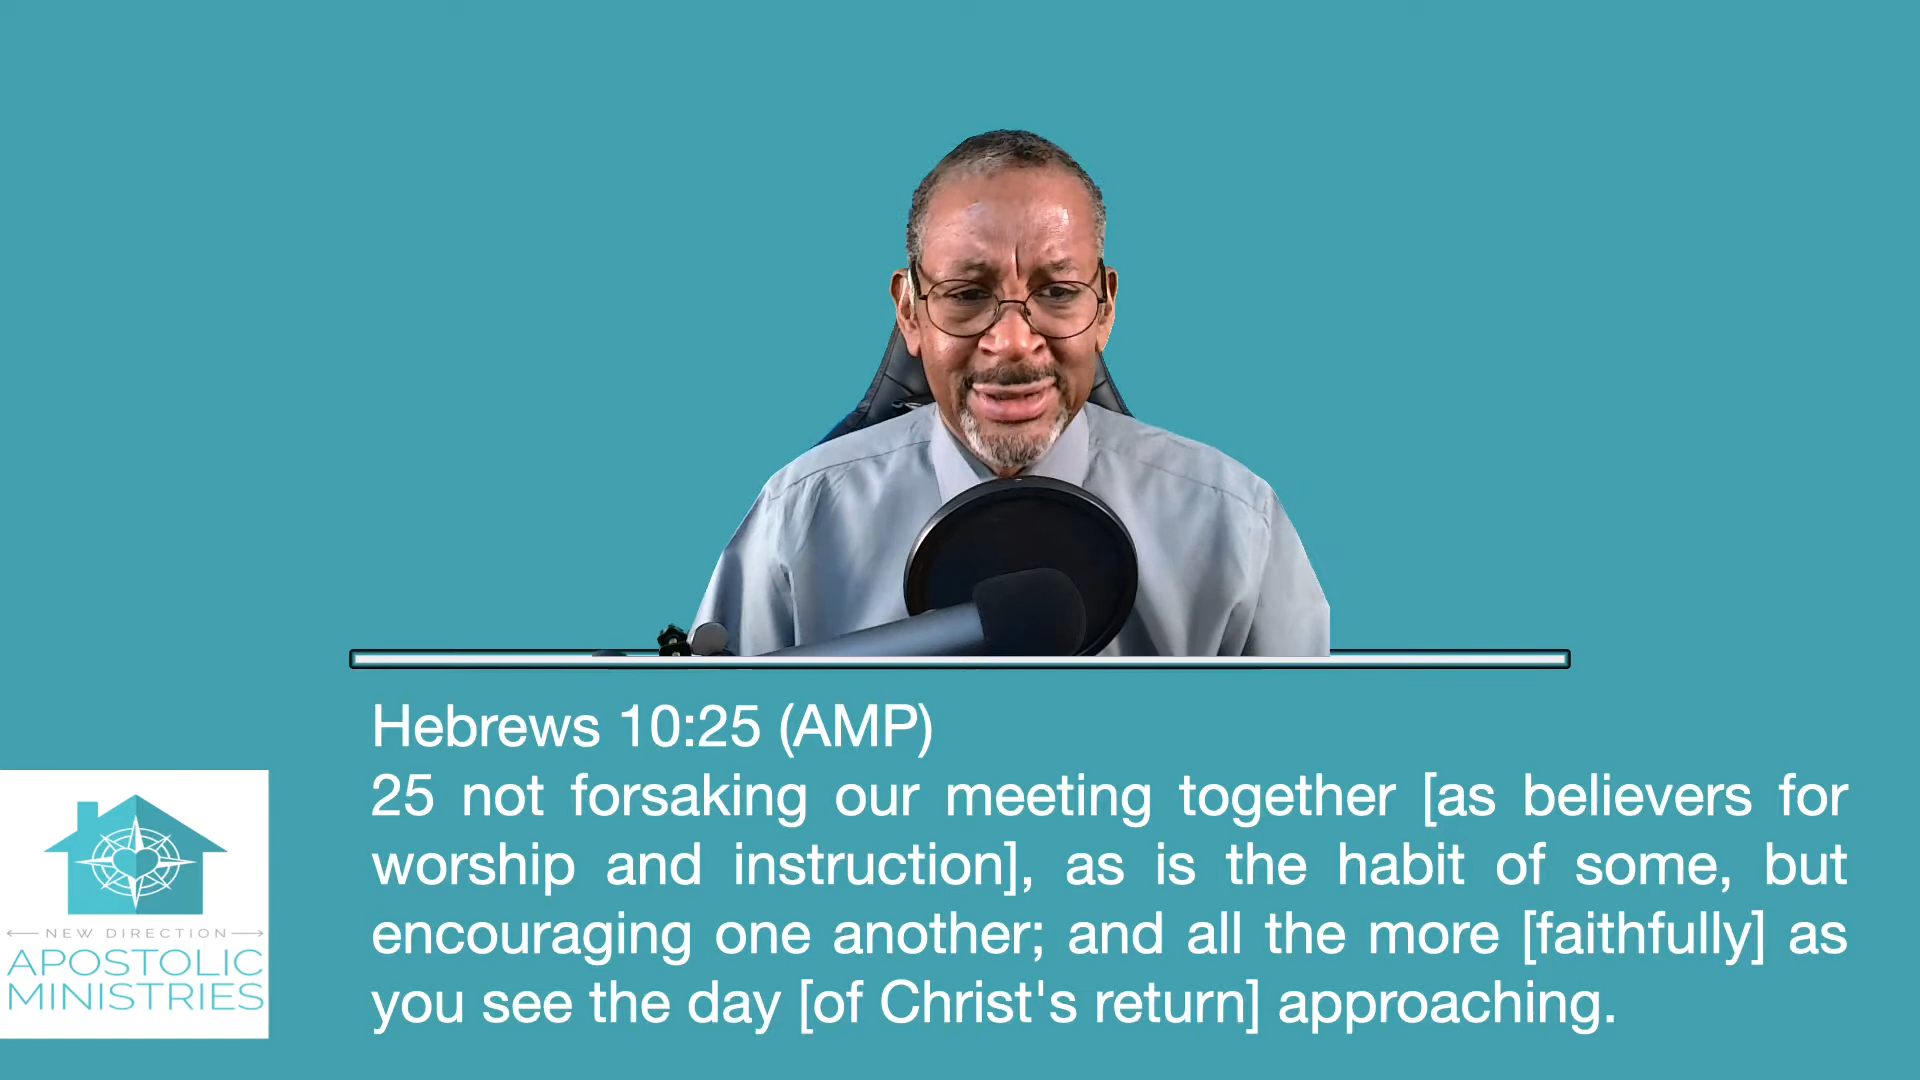 Hebrews 10:25 (AMP)
25 not forsaking our meeting together [as believers for
worship and instruction], as is the habit of some, but
encouraging one another; and all the more [faithfully] as
you see the day [of Christ's return] approaching.
NEW DIRECTION
APOSTOLIC
MINISTRIES